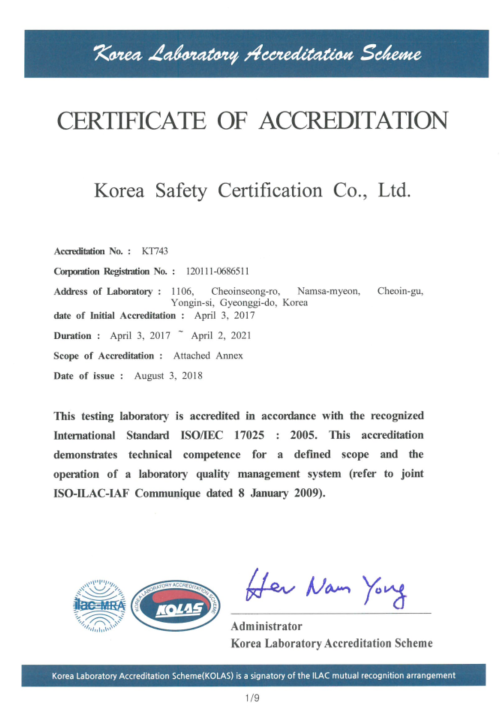 Korea Laboratory Accreditation Scheme
CERTIFICATE OF ACCREDITATION
Korea Safety Certification Co., Ltd.
Accreditation No. : KT743
Corporation Registration No. : 120111-0686511
Address of Laboratory : 1106, Cheoinseong-ro, Namsa-myeon, Cheoin-gu,
Yongin-si, Gyeonggi-do, Korea
date of Initial Accreditation : April 3, 2017
Duration : April 3, 2017 ~ April 2, 2021
Scope of Accreditation : Attached Annex
Date of issue : August 3, 2018
This testing laboratory is accredited in accordance with the recognized
International Standard ISO/IEC 17025 : 2005. This accreditation
demonstrates technical competence for a defined scope and the
operation of a laboratory quality management system (refer to joint
ISO-ILAC-IAF Communique dated 8 January 2009).
ilac-MRA
KOREA LABORATORY ACCREDITATION SCHEME
KOLAS
Her Nam Yong
Administrator
Korea Laboratory Accreditation Scheme
Korea Laboratory Accreditation Scheme(KOLAS) is a signatory of the ILAC mutual recognition arrangement
1/9